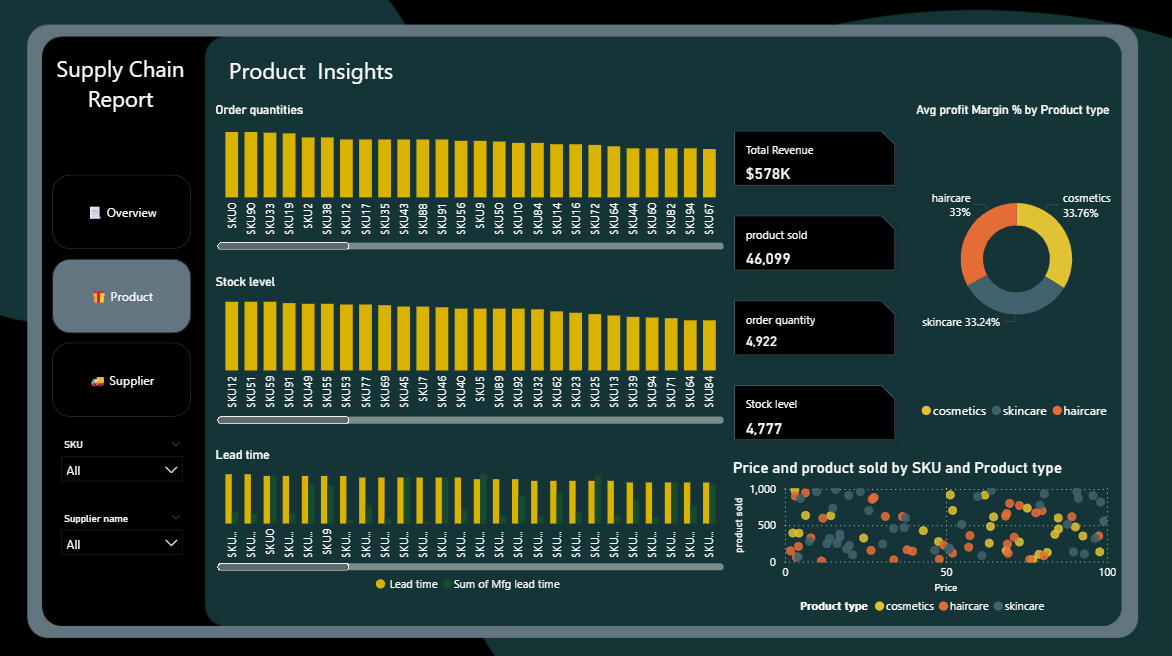 Supply Chain
Report
Overview
Product
Supplier
SKU
All
Supplier name
All
Product Insights
Order quantities
SKU0 SKU90 SKU33 SKU19 SKU2 SKU38 SKU12 SKU17 SKU35 SKU43 SKU88 SKU91 SKU56 SKU9 SKU50 SKU10 SKU84 SKU14 SKU16 SKU72 SKU64 SKU44 SKU60 SKU82 SKU94 SKU67
Stock level
SKU12 SKU51 SKU59 SKU91 SKU49 SKU55 SKU53 SKU77 SKU69 SKU45 SKU7 SKU46 SKU40 SKU5 SKU89 SKU92 SKU32 SKU62 SKU23 SKU25 SKU13 SKU39 SKU94 SKU71 SKU64 SKU84
Lead time
SKU... SKU... SKU0 SKU... SKU... SKU9 SKU... SKU... SKU... SKU... SKU... SKU... SKU... SKU... SKU... SKU... SKU... SKU... SKU... SKU... SKU... SKU... SKU... SKU... SKU... SKU...
Lead time Sum of Mfg lead time
Total Revenue
$578K
product sold
46,099
order quantity
4,922
Stock level
4,777
Avg profit Margin % by Product type
haircare
33%
cosmetics
33.76%
skincare 33.24%
cosmetics skincare haircare
Price and product sold by SKU and Product type
product sold
1,000
500
0
0 50 100
Price
Product type cosmetics haircare skincare